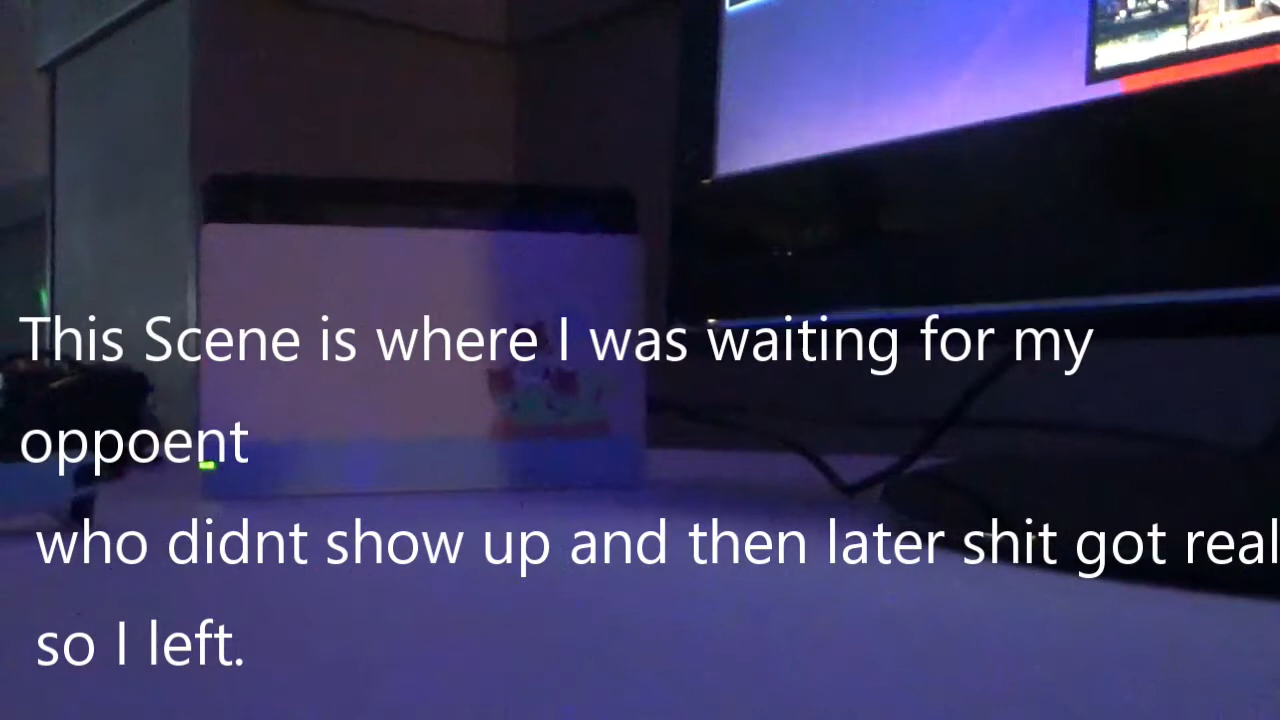 This Scene is where I was waiting for my
oppoent
who didnt show up and then later shit got real
so I left.